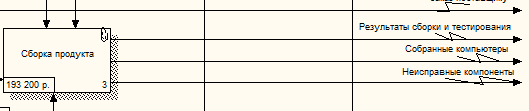 Результаты сборки и тестирования
Сборка продукта
Собранные компьютеры
Неисправные компоненты
193 200 р.
3